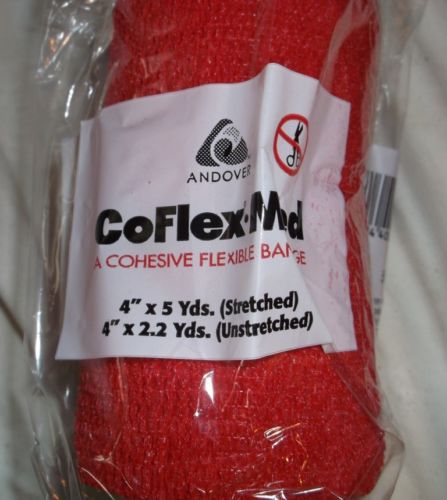 ANDOVER
CoFlex·Med
A COHESIVE FLEXIBLE BANDAGE
4" x 5 Yds. (Stretched)
4" x 2.2 Yds. (Unstretched)